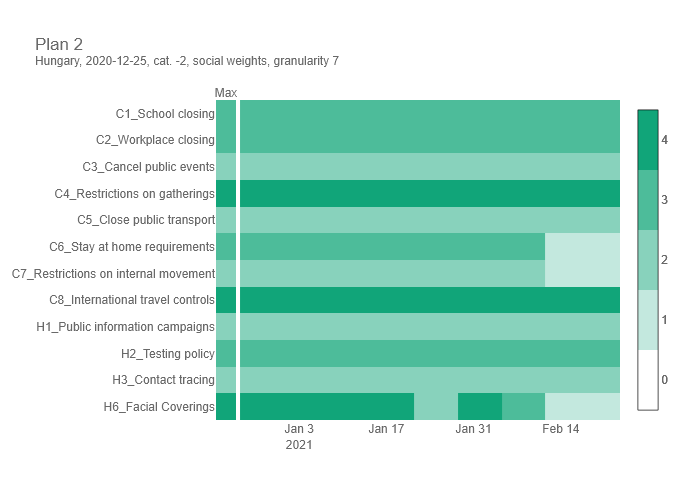 Plan 2
Hungary, 2020-12-25, cat. -2, social weights, granularity 7
Max
C1_School closing
C2_Workplace closing
C3_Cancel public events
C4_Restrictions on gatherings
C5_Close public transport
C6_Stay at home requirements
C7_Restrictions on internal movement
C8_International travel controls
H1_Public information campaigns
H2_Testing policy
H3_Contact tracing
H6_Facial Coverings
Jan 3 Jan 17 Jan 31 Feb 14
2021
4
3
2
1
0